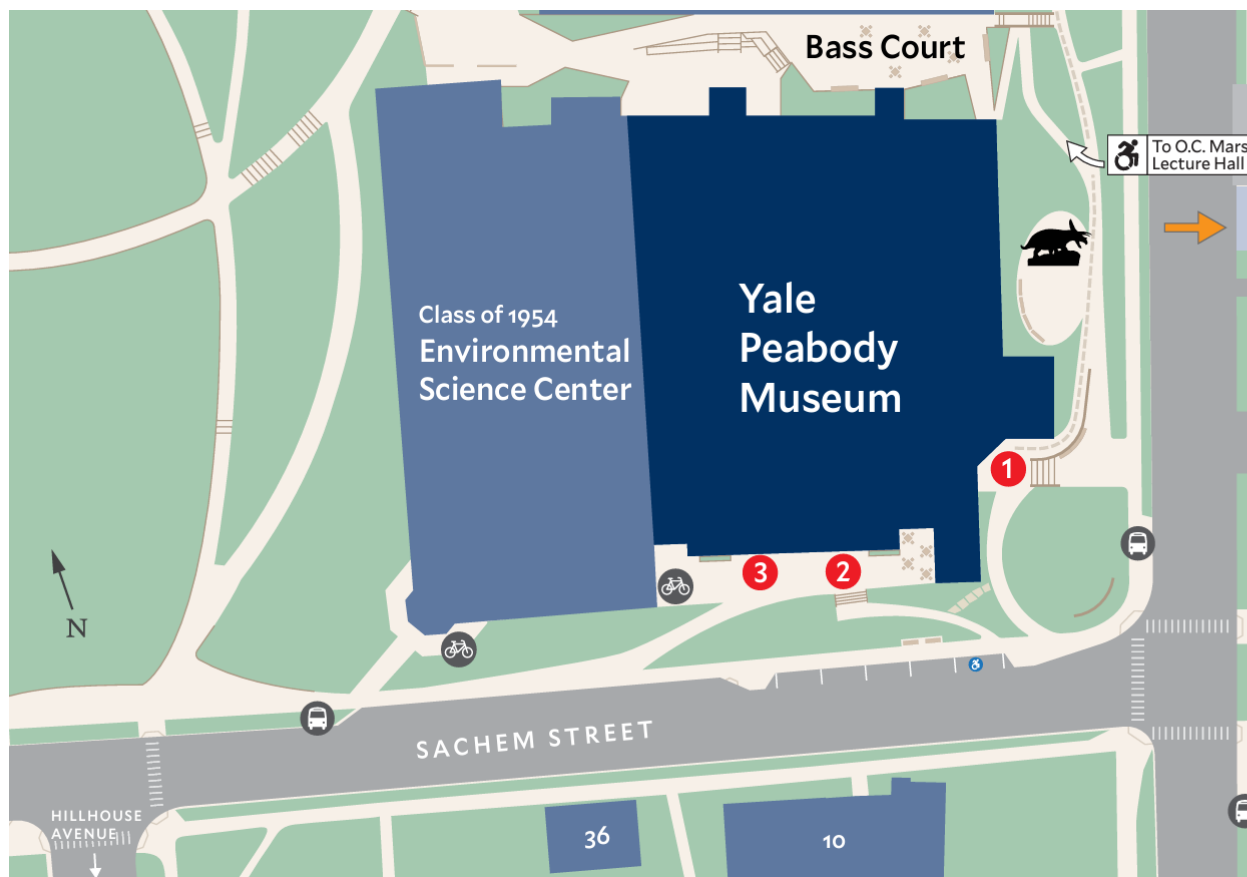 Bass Court
To O.C. Mars
Lecture Hall
Class of 1954
Environmental
Science Center
Yale
Peabody
Museum
1
3
2
N
SACHEM STREET
HILLHOUSE
AVENUE
36
10